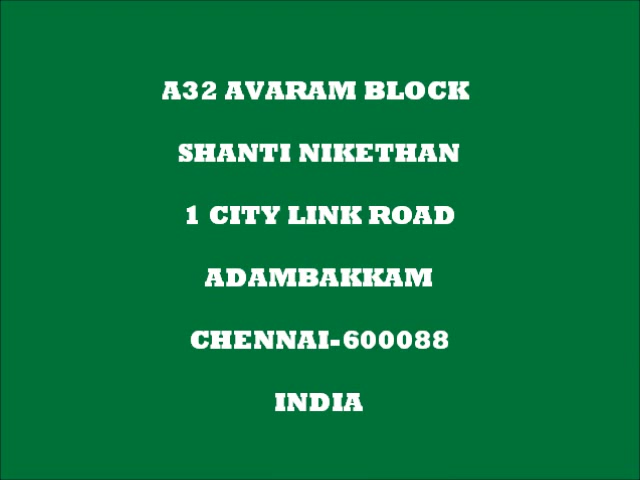 A32 AVARAM BLOCK
SHANTI NIKETHAN
1 CITY LINK ROAD
ADAMBAKKAM
CHENNAI-600088
INDIA